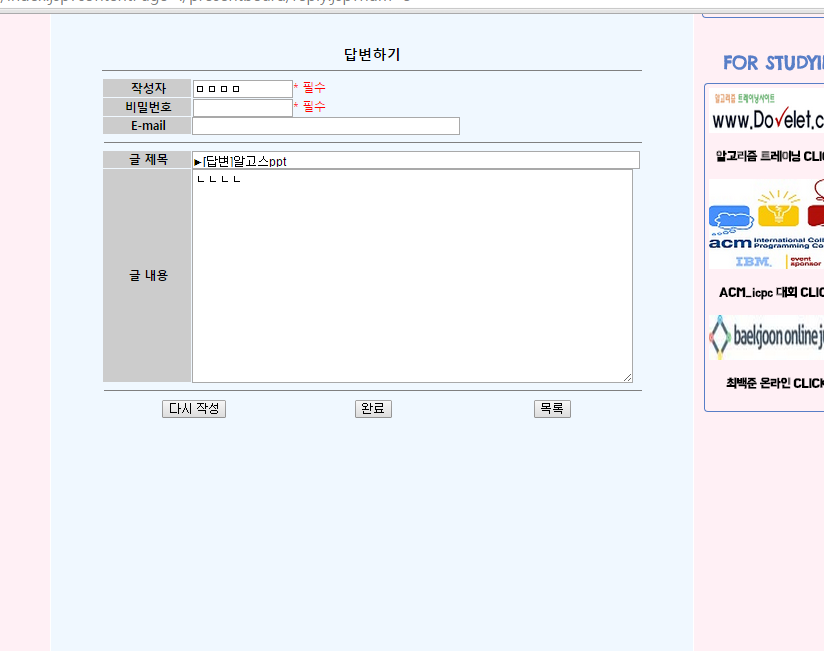 답변하기
작성자 ㅁㅁㅁㅁ * 필수
비밀번호 * 필수
E-mail
글 제목 ▶[답변]알고스ppt
글 내용 ㄴㄴㄴㄴ
다시 작성 완료 목록
FOR STUDYI
알고리즘 트레이닝사이트
www.Dovelet.c
알고리즘 트레이닝 CLI
acm International Coll
Programming Co
IBM. event
sponsor
ACM_icpc 대회 CLIC
baekjoon online ju
최백준 온라인 CLICK